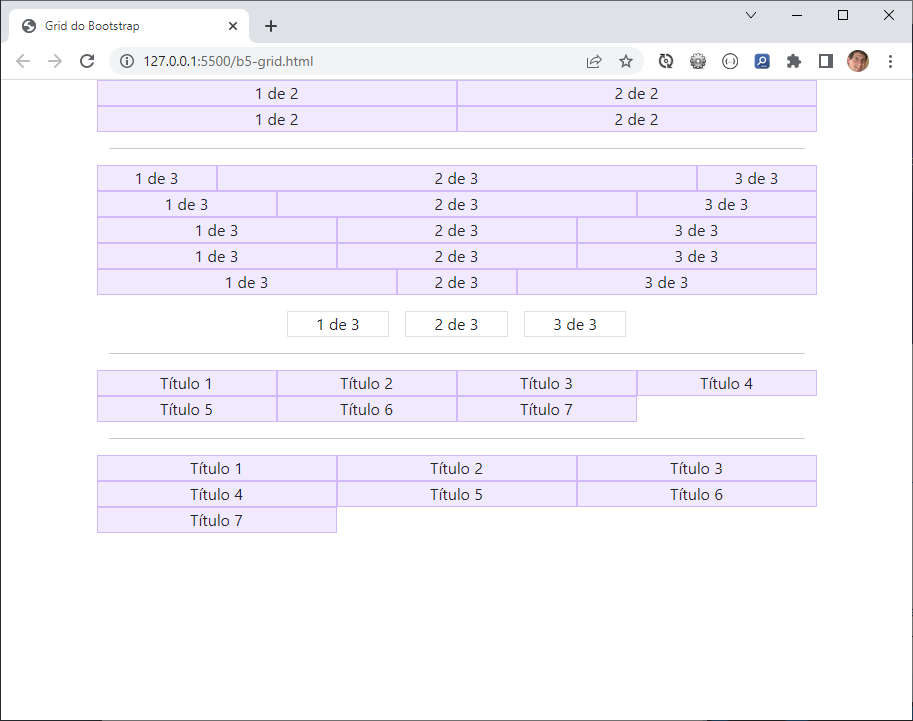 Grid do Bootstrap
127.0.0.1:5500/b5-grid.html
1 de 2 2 de 2
1 de 2 2 de 2
1 de 3 2 de 3 3 de 3
1 de 3 2 de 3 3 de 3
1 de 3 2 de 3 3 de 3
1 de 3 2 de 3 3 de 3
1 de 3 2 de 3 3 de 3
1 de 3 2 de 3 3 de 3
Título 1 Título 2 Título 3 Título 4
Título 5 Título 6 Título 7
Título 1 Título 2 Título 3
Título 4 Título 5 Título 6
Título 7